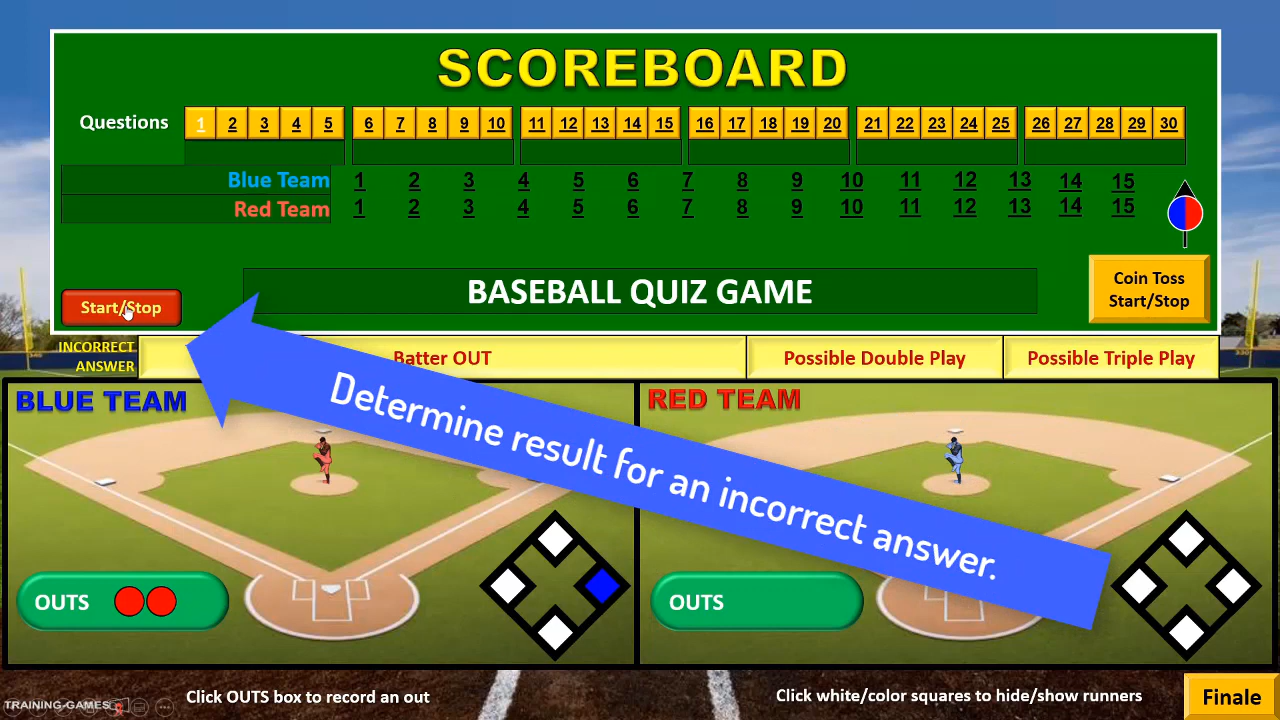 SCOREBOARD
Questions 1 2 3 4 5 6 7 8 9 10 11 12 13 14 15 16 17 18 19 20 21 22 23 24 25 26 27 28 29 30
Blue Team 1 2 3 4 5 6 7 8 9 10 11 12 13 14 15
Red Team 1 2 3 4 5 6 7 8 9 10 11 12 13 14 15
Start/Stop
BASEBALL QUIZ GAME
Coin Toss
Start/Stop
INCORRECT
ANSWER
Batter OUT
Possible Double Play
Possible Triple Play
Determine result for an incorrect answer.
BLUE TEAM
RED TEAM
OUTS
OUTS
Click OUTS box to record an out
Click white/color squares to hide/show runners
Finale
TRAINING-GAMES